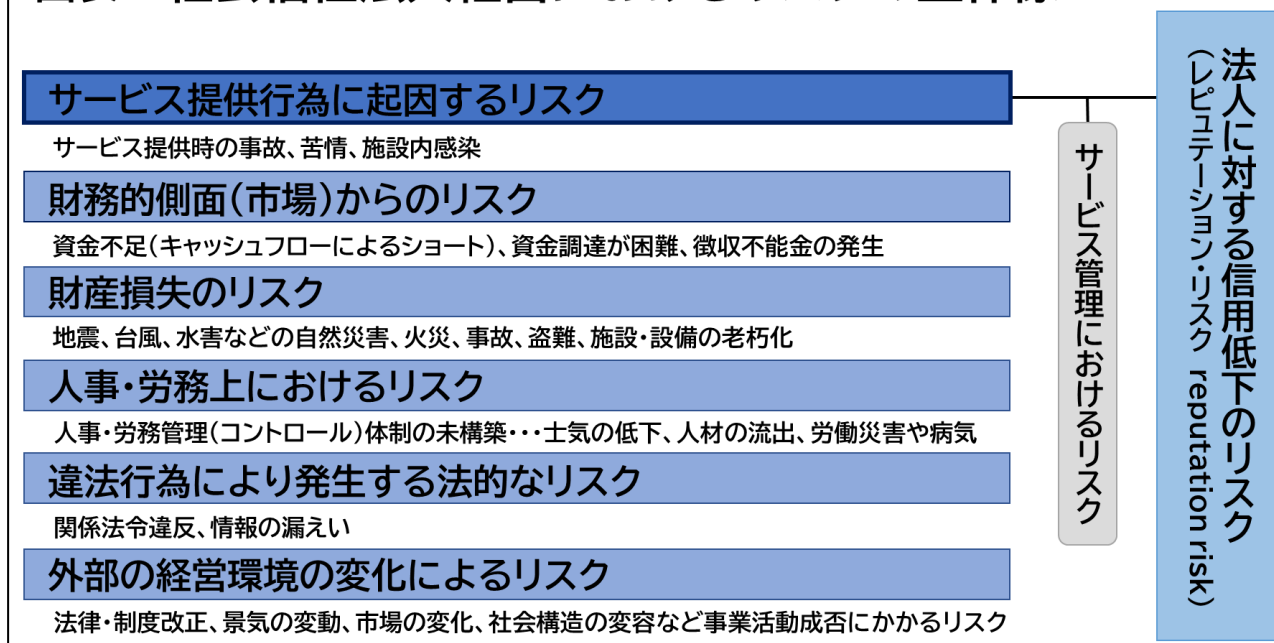 サービス提供行為に起因するリスク
サービス提供時の事故、苦情、施設内感染
財務的側面(市場)からのリスク
資金不足(キャッシュフローによるショート)、資金調達が困難、徴収不能金の発生
財産損失のリスク
地震、台風、水害などの自然災害、火災、事故、盗難、施設・設備の老朽化
人事・労務上におけるリスク
人事・労務管理(コントロール)体制の未構築・・・士気の低下、人材の流出、労働災害や病気
違法行為により発生する法的なリスク
関係法令違反、情報の漏えい
外部の経営環境の変化によるリスク
法律・制度改正、景気の変動、市場の変化、社会構造の変容など事業活動成否にかかるリスク
サービス管理におけるリスク
法人に対する信用低下のリスク
(レピュテーション・リスク reputation risk)